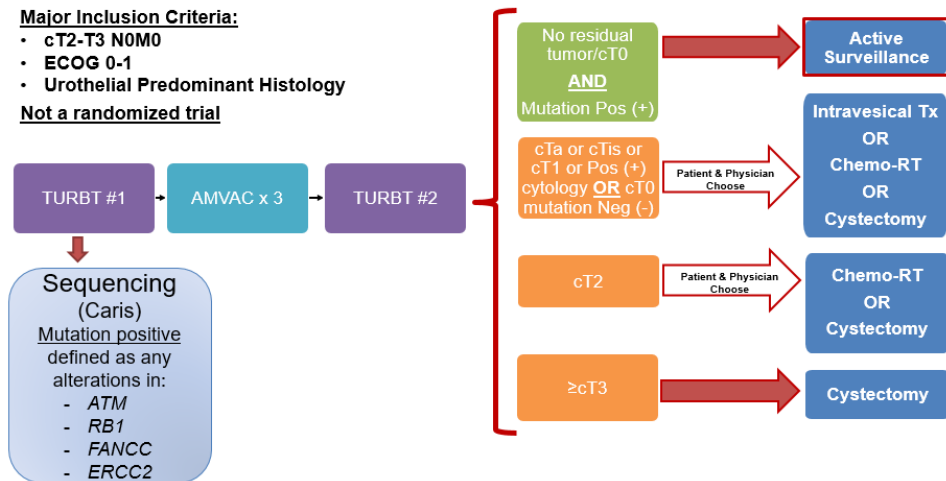 Major Inclusion Criteria:
• cT2-T3 N0M0
• ECOG 0-1
• Urothelial Predominant Histology
Not a randomized trial
TURBT #1
AMVAC x 3
TURBT #2
Sequencing
(Caris)
Mutation positive
defined as any
alterations in:
- ATM
- RB1
- FANCC
- ERCC2
No residual
tumor/cT0
AND
Mutation Pos (+)
Active
Surveillance
cTa or cTis or
cT1 or Pos (+)
cytology OR cT0
mutation Neg (-)
Patient & Physician
Choose
Intravesical Tx
OR
Chemo-RT
OR
Cystectomy
cT2
Patient & Physician
Choose
Chemo-RT
OR
Cystectomy
≥cT3
Cystectomy